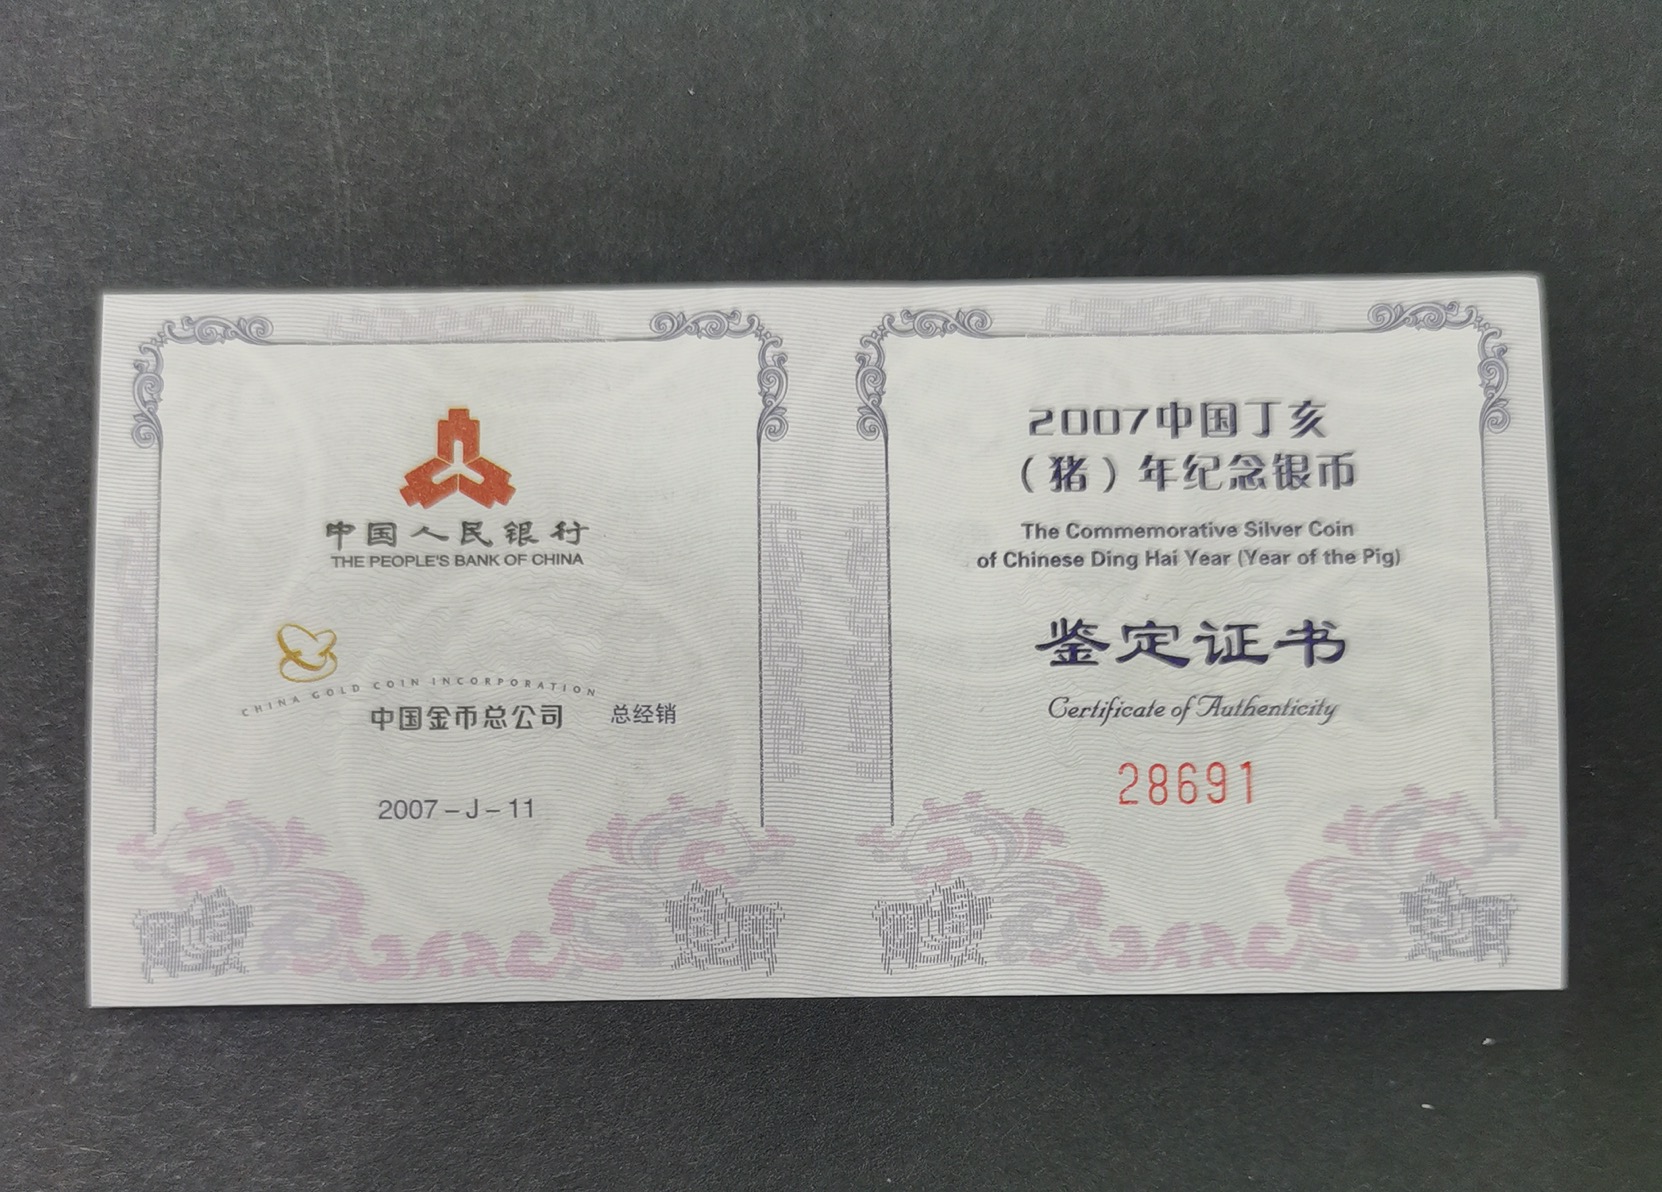 中国人民银行
THE PEOPLE'S BANK OF CHINA
CHINA GOLD COIN INCORPORATION
中国金币总公司 总经销
2007-J-11
2007中国丁亥
（猪）年纪念银币
The Commemorative Silver Coin
of Chinese Ding Hai Year (Year of the Pig)
鉴定证书
Certificate of Authenticity
28691